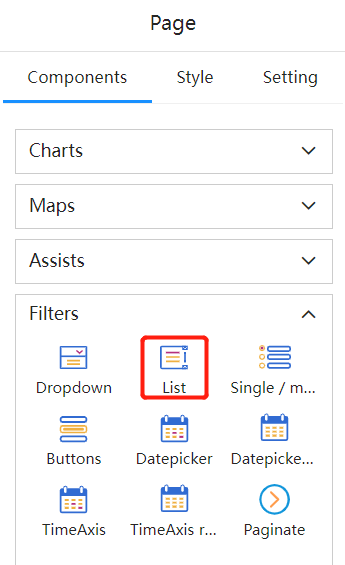 Page
Components Style Setting
Charts
Maps
Assists
Filters
Dropdown List Single / m...
Buttons Datepicker Datepicke...
TimeAxis TimeAxis r... Paginate